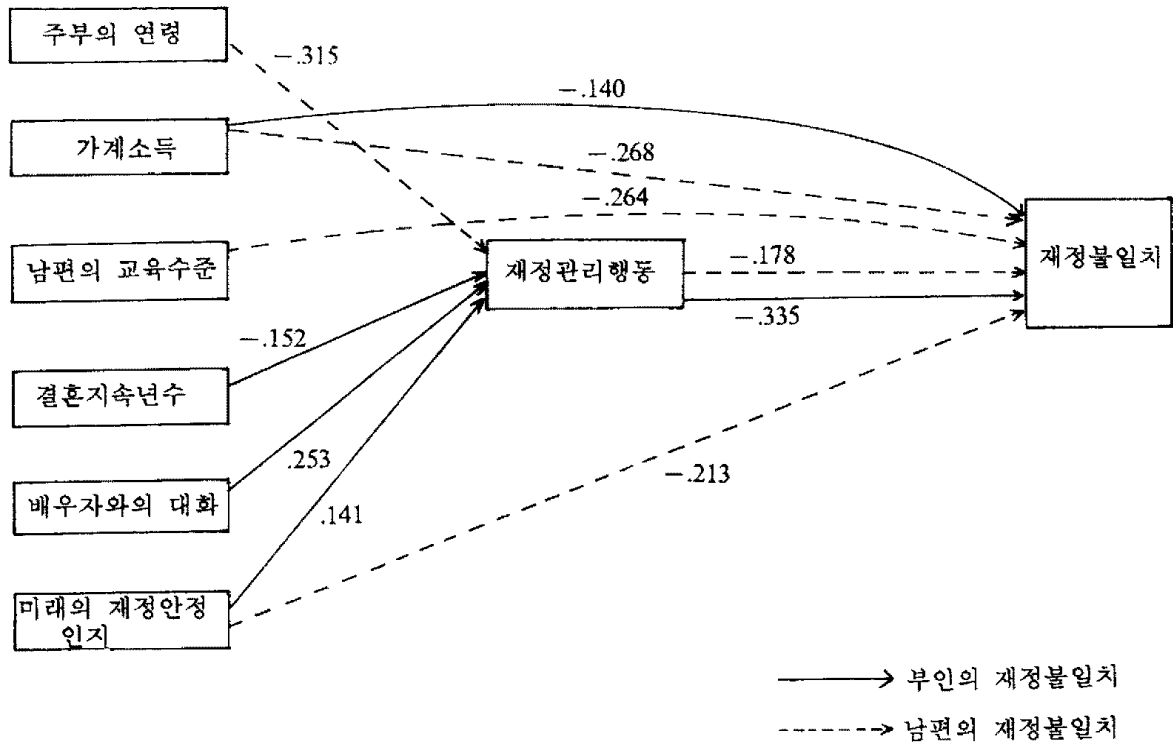 주부의 연령
−.315
−.140
가계소득
−.268
−.264
남편의 교육수준
재정관리행동
−.178
재정불일치
−.335
−.152
결혼지속년수
.253
−.213
배우자와의 대화
.141
미래의 재정안정
인지
부인의 재정불일치
남편의 재정불일치